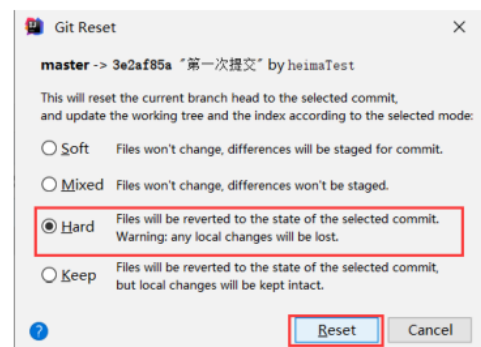 Git Reset
master -> 3e2af85a "第一次提交" by heimaTest
This will reset the current branch head to the selected commit,
and update the working tree and the index according to the selected mode:
Soft Files won't change, differences will be staged for commit.
Mixed Files won't change, differences won't be staged.
Hard Files will be reverted to the state of the selected commit.
Warning: any local changes will be lost.
Keep Files will be reverted to the state of the selected commit,
but local changes will be kept intact.
? Reset Cancel